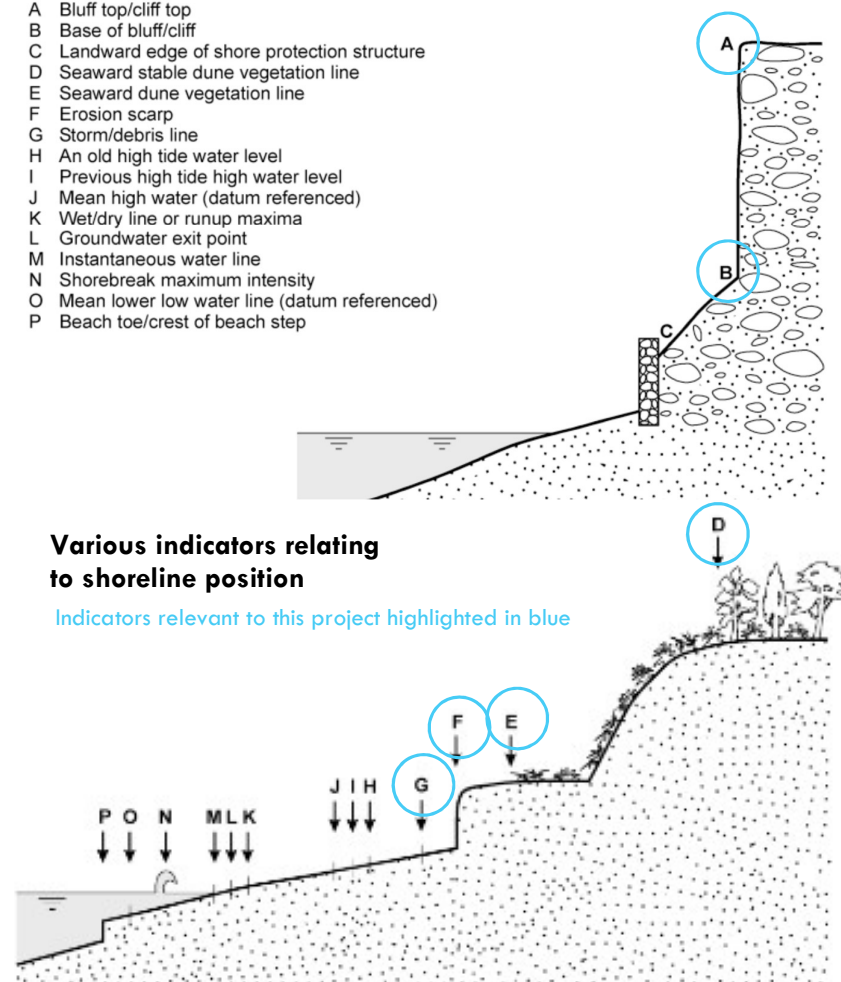 A Bluff top/cliff top
B Base of bluff/cliff
C Landward edge of shore protection structure
D Seaward stable dune vegetation line
E Seaward dune vegetation line
F Erosion scarp
G Storm/debris line
H An old high tide water level
I Previous high tide high water level
J Mean high water (datum referenced)
K Wet/dry line or runup maxima
L Groundwater exit point
M Instantaneous water line
N Shorebreak maximum intensity
O Mean lower low water line (datum referenced)
P Beach toe/crest of beach step
A
B
C
Various indicators relating
to shoreline position
Indicators relevant to this project highlighted in blue
D
F E
J I H G
P O N M L K